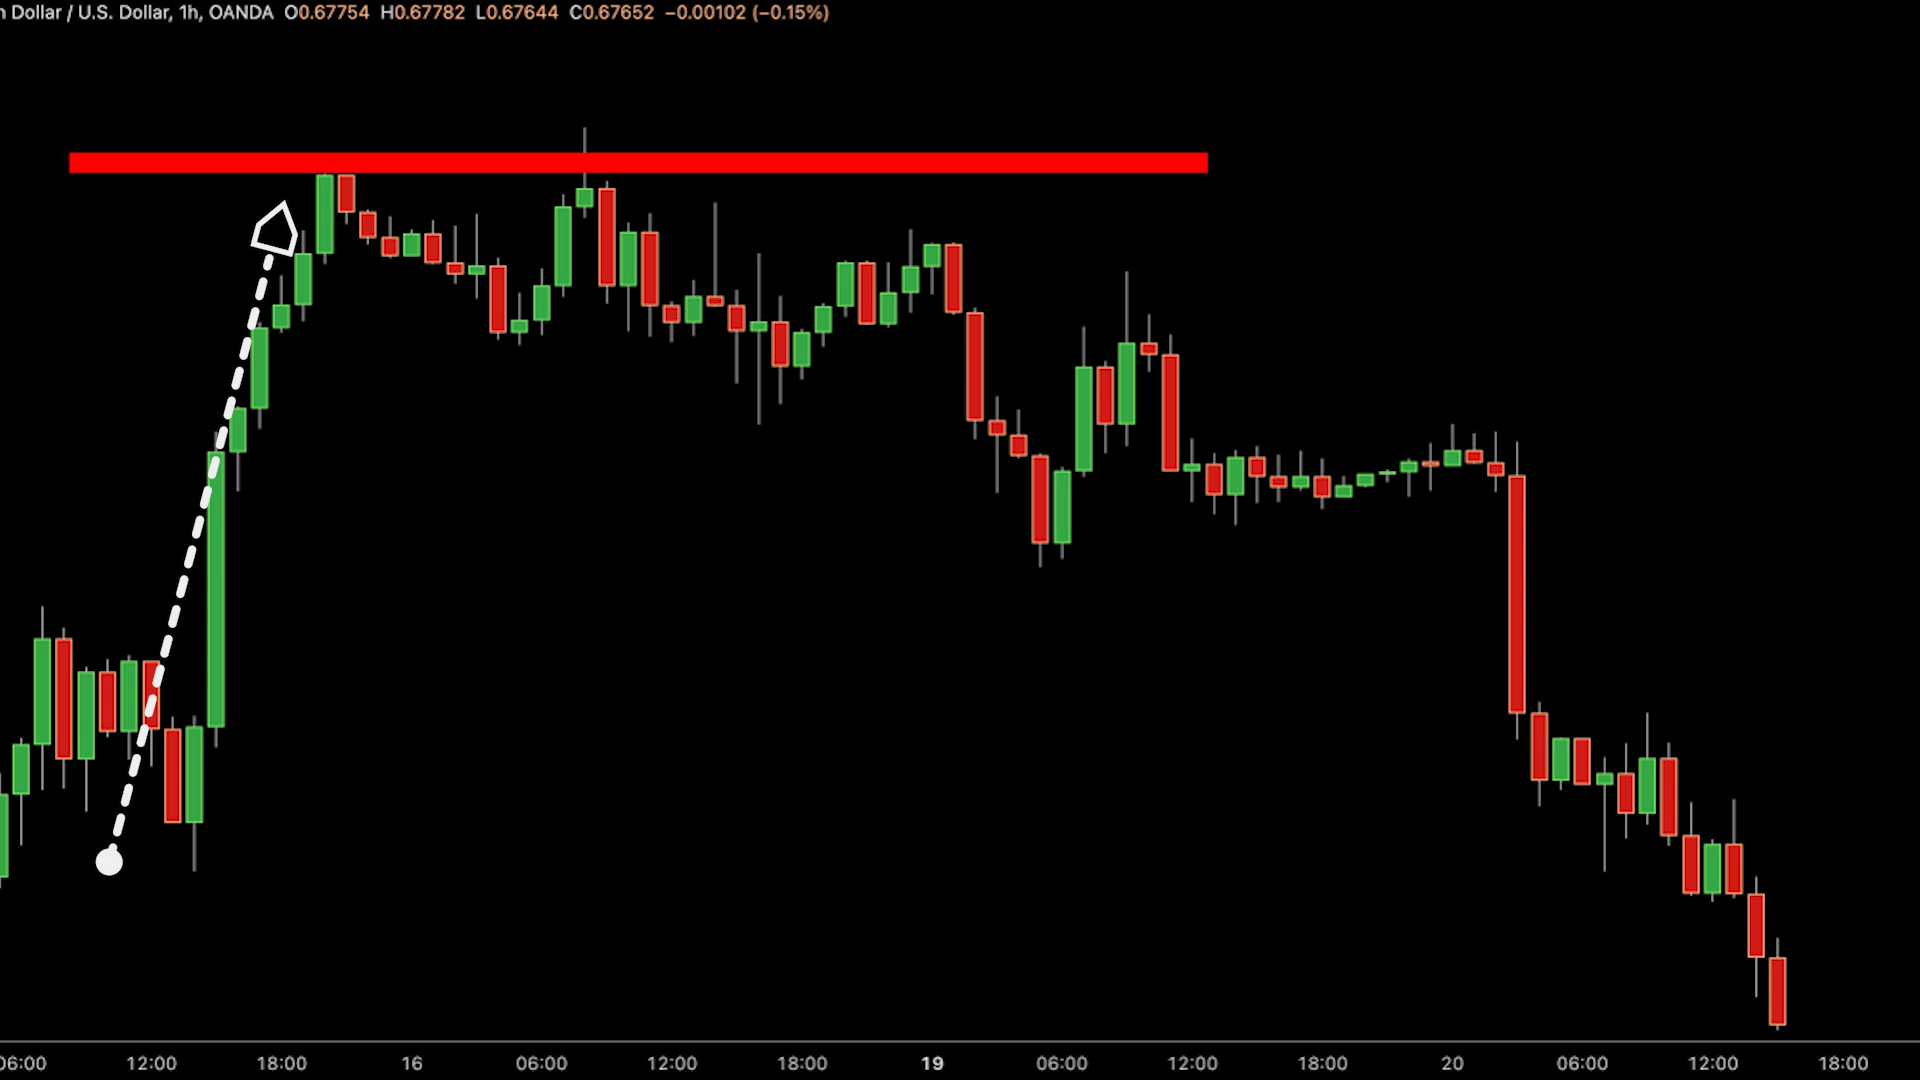 Dollar / U.S. Dollar, 1h, OANDA O0.67754 H0.67782 L0.67644 C0.67652 −0.00102 (−0.15%)
06:00 12:00 18:00 16 06:00 12:00 18:00 19 06:00 12:00 18:00 20 06:00 12:00 18:00